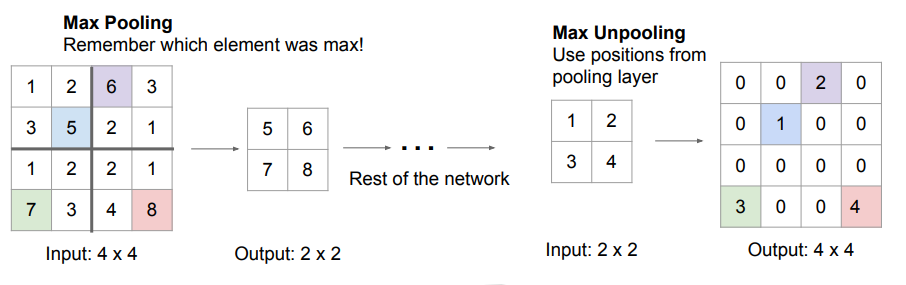 Max Pooling
Remember which element was max!
1 2 6 3
3 5 2 1
1 2 2 1
7 3 4 8
Input: 4 x 4
5 6
7 8
Output: 2 x 2
...
Rest of the network
Max Unpooling
Use positions from
pooling layer
1 2
3 4
Input: 2 x 2
0 0 2 0
0 1 0 0
0 0 0 0
3 0 0 4
Output: 4 x 4